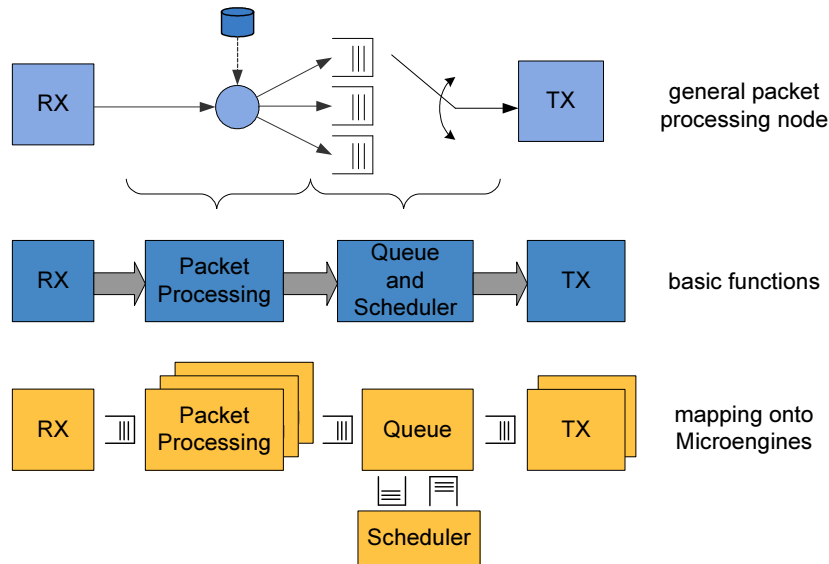 RX
TX
general packet
processing node
RX
Packet
Processing
Queue
and
Scheduler
TX
basic functions
RX
Packet
Processing
Queue
TX
mapping onto
Microengines
Scheduler